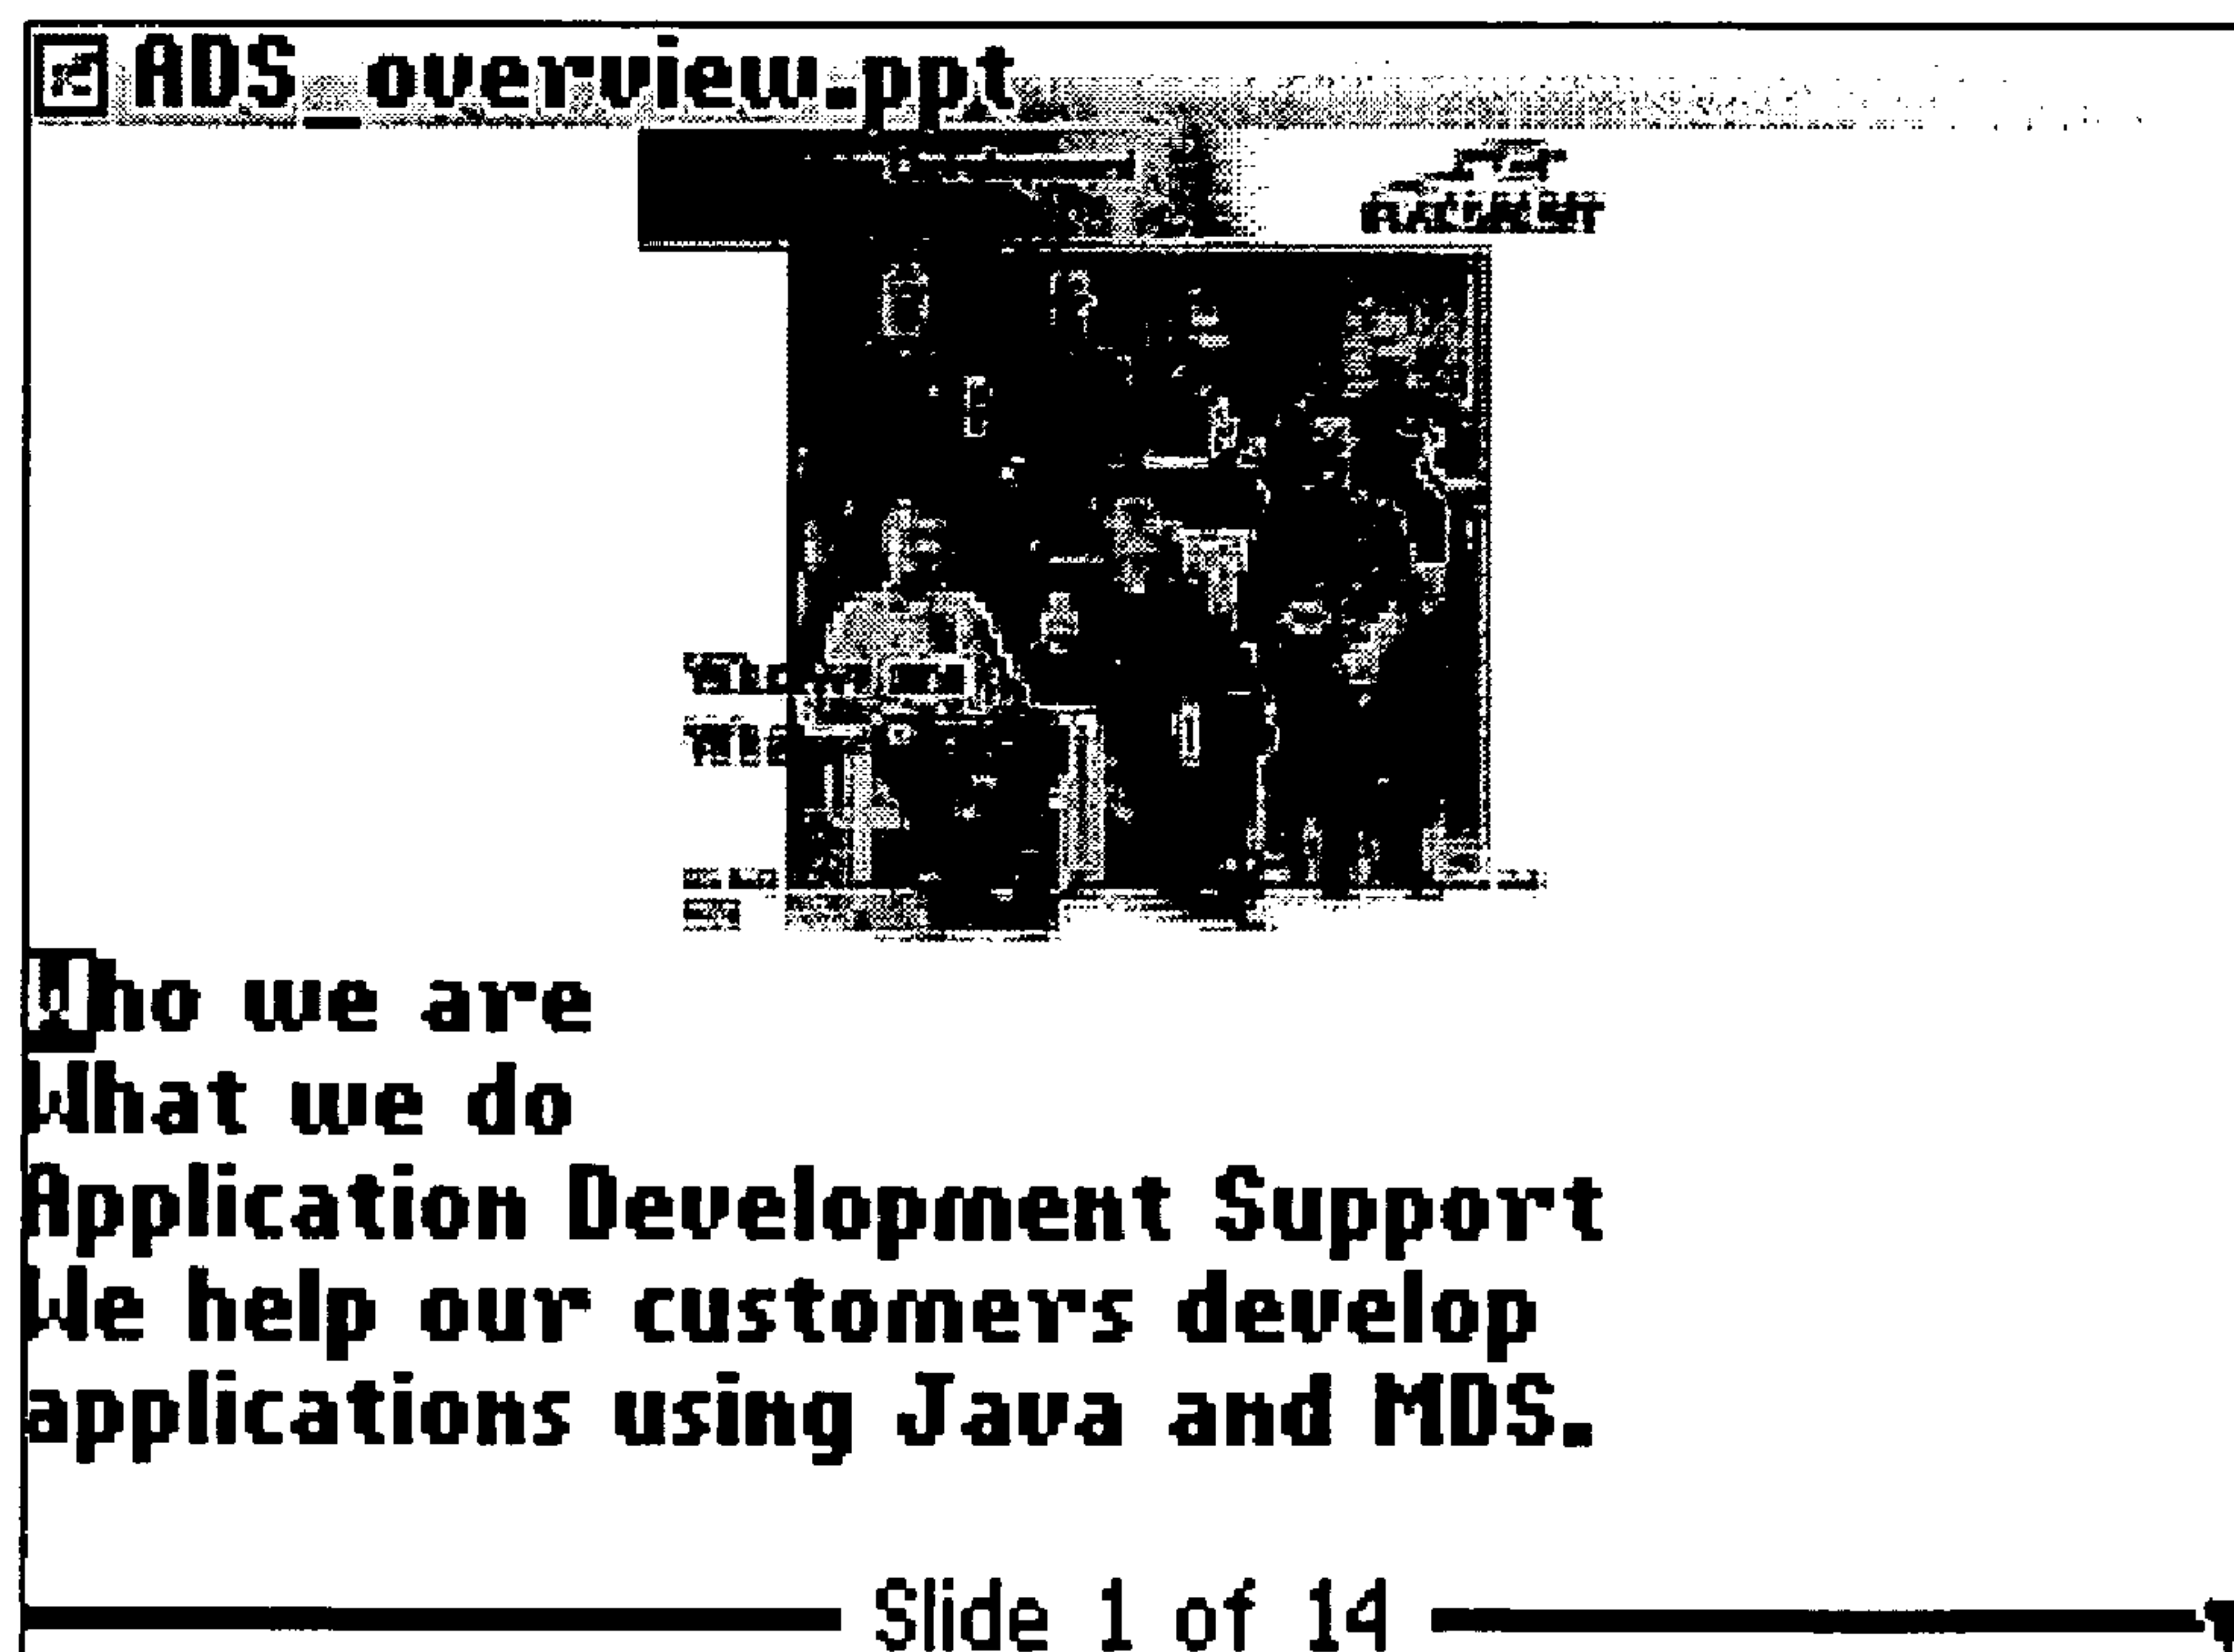 ADS_overview.ppt
Who we are
What we do
Application Development Support
We help our customers develop
applications using Java and MDS.
Slide 1 of 14